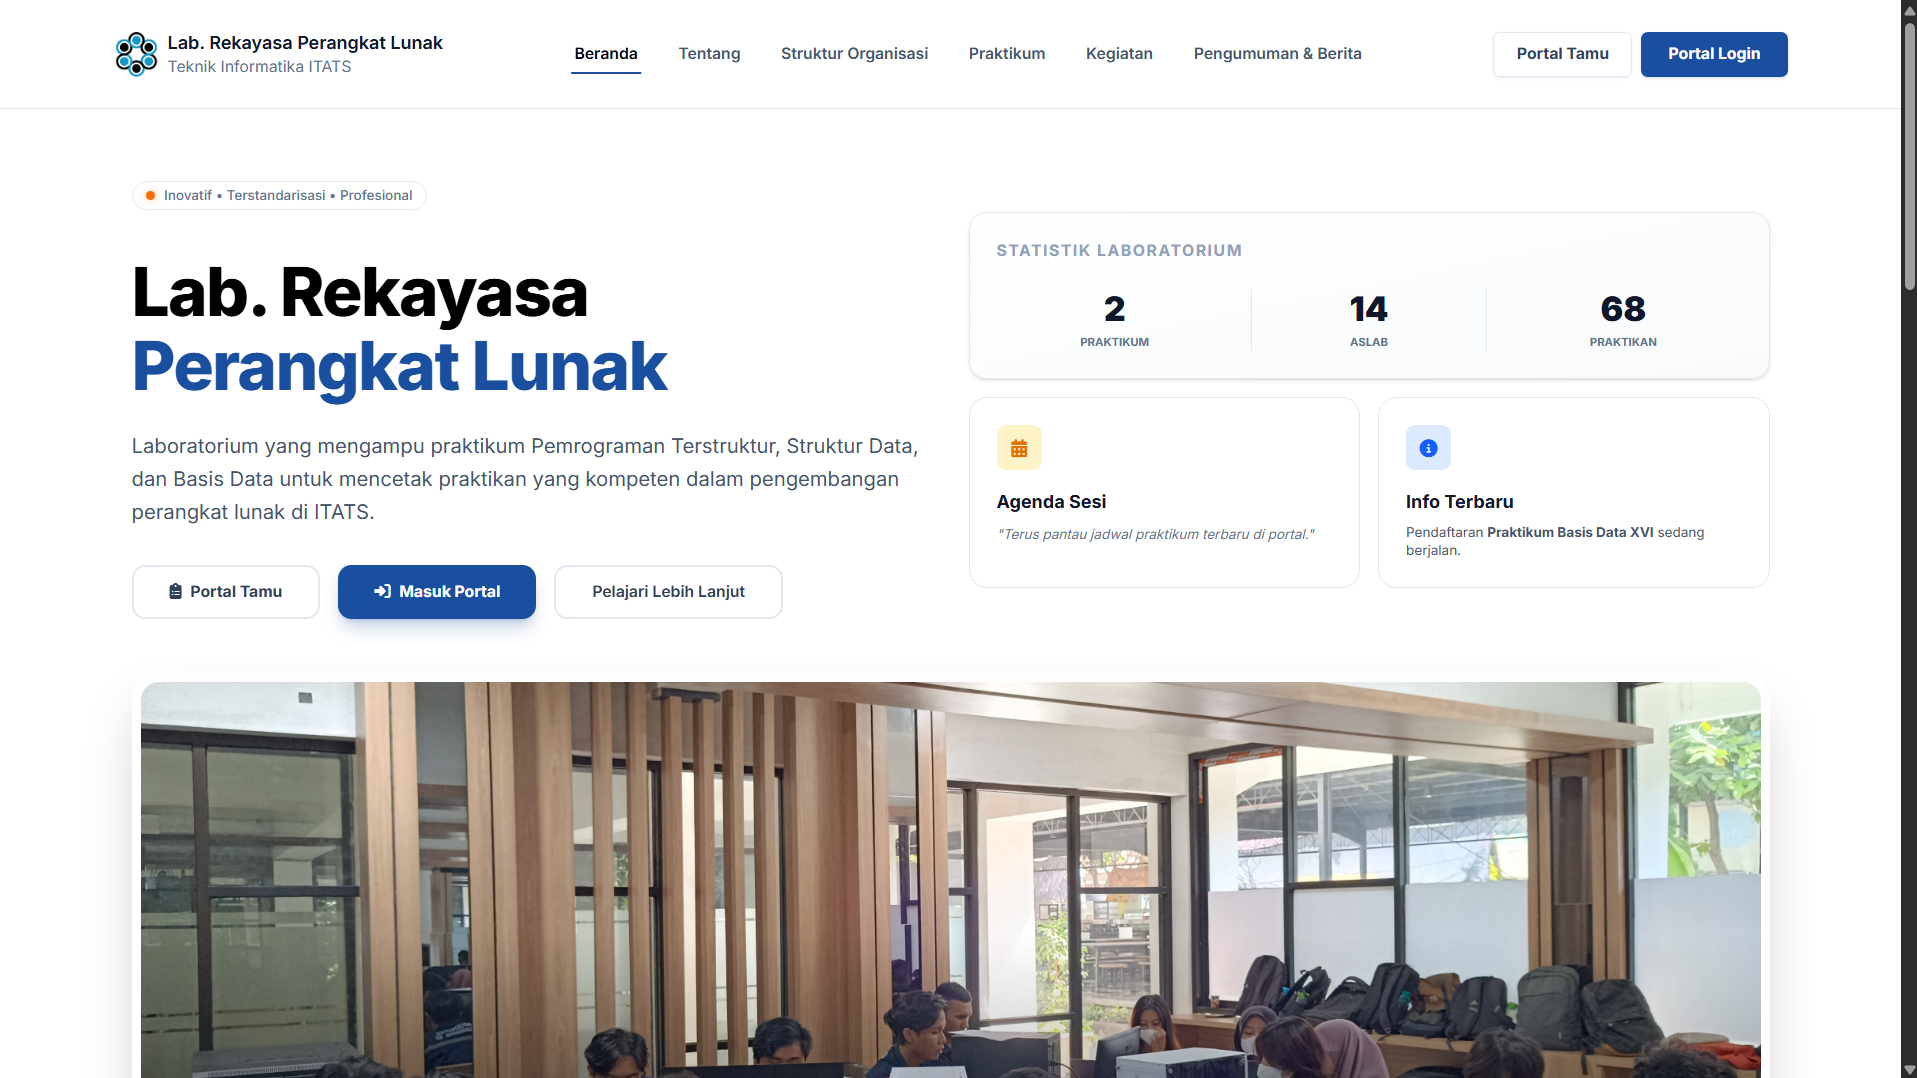 Lab. Rekayasa Perangkat Lunak
Teknik Informatika ITATS
Beranda
Tentang
Struktur Organisasi
Praktikum
Kegiatan
Pengumuman & Berita
Portal Tamu
Portal Login
Inovatif • Terstandarisasi • Profesional
Lab. Rekayasa
Perangkat Lunak
Laboratorium yang mengampu praktikum Pemrograman Terstruktur, Struktur Data,
dan Basis Data untuk mencetak praktikan yang kompeten dalam pengembangan
perangkat lunak di ITATS.
Portal Tamu
Masuk Portal
Pelajari Lebih Lanjut
STATISTIK LABORATORIUM
2
PRAKTIKUM
14
ASLAB
68
PRAKTIKAN
Agenda Sesi
"Terus pantau jadwal praktikum terbaru di portal."
Info Terbaru
Pendaftaran Praktikum Basis Data XVI sedang
berjalan.